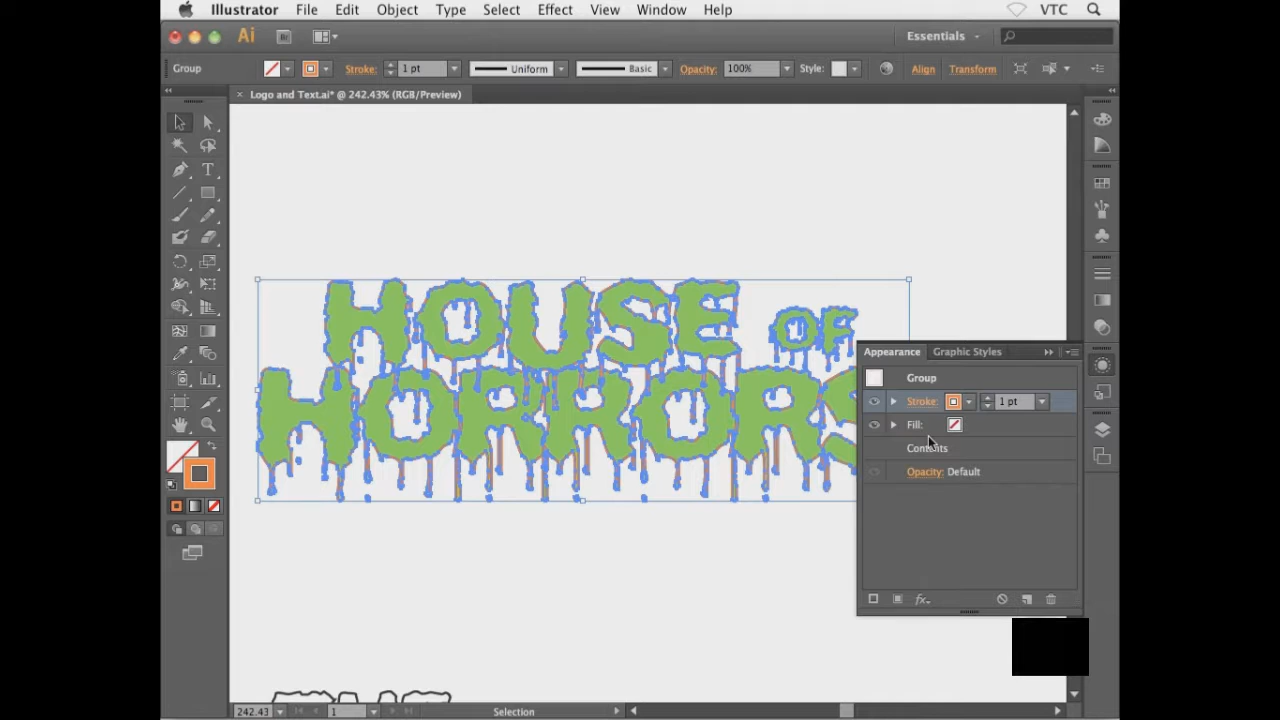 Illustrator File Edit Object Type Select Effect View Window Help VTC
Ai Br Essentials
Group Stroke: 1 pt Uniform Basic Opacity: 100% Style: Align Transform
× Logo and Text.ai* @ 242.43% (RGB/Preview)
HOUSE OF
HORRORS
Appearance Graphic Styles
Group
Stroke: 1 pt
Fill:
Contents
Opacity: Default
fx
242.43 1 Selection